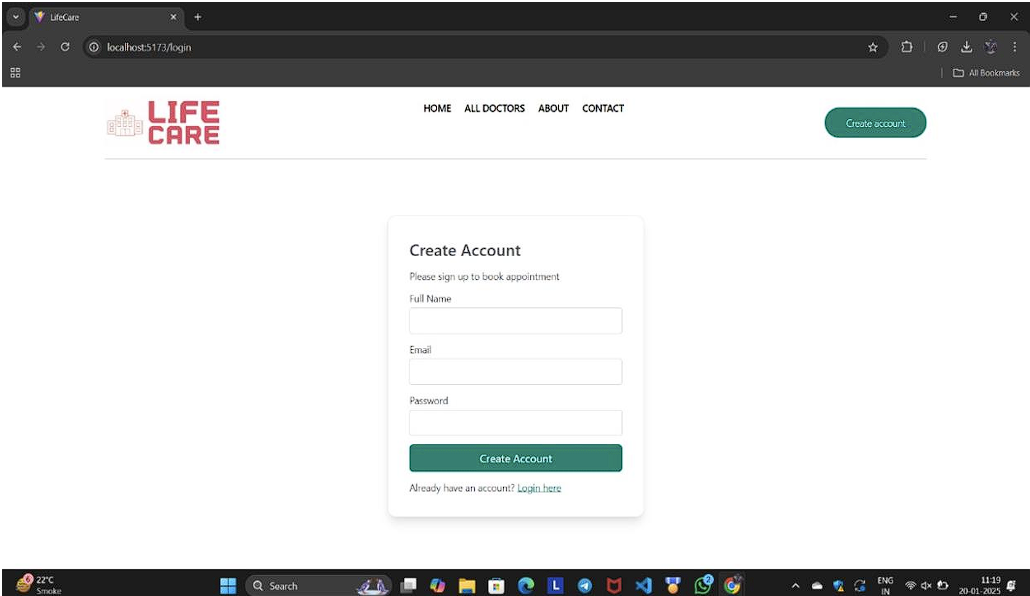 LifeCare
localhost:5173/login
All Bookmarks
LIFE
CARE
HOME ALL DOCTORS ABOUT CONTACT
Create account
Create Account
Please sign up to book appointment
Full Name
Email
Password
Create Account
Already have an account? Login here
6
22°C
Smoke
Search
L
2
ENG
IN
11:19
20-01-2025